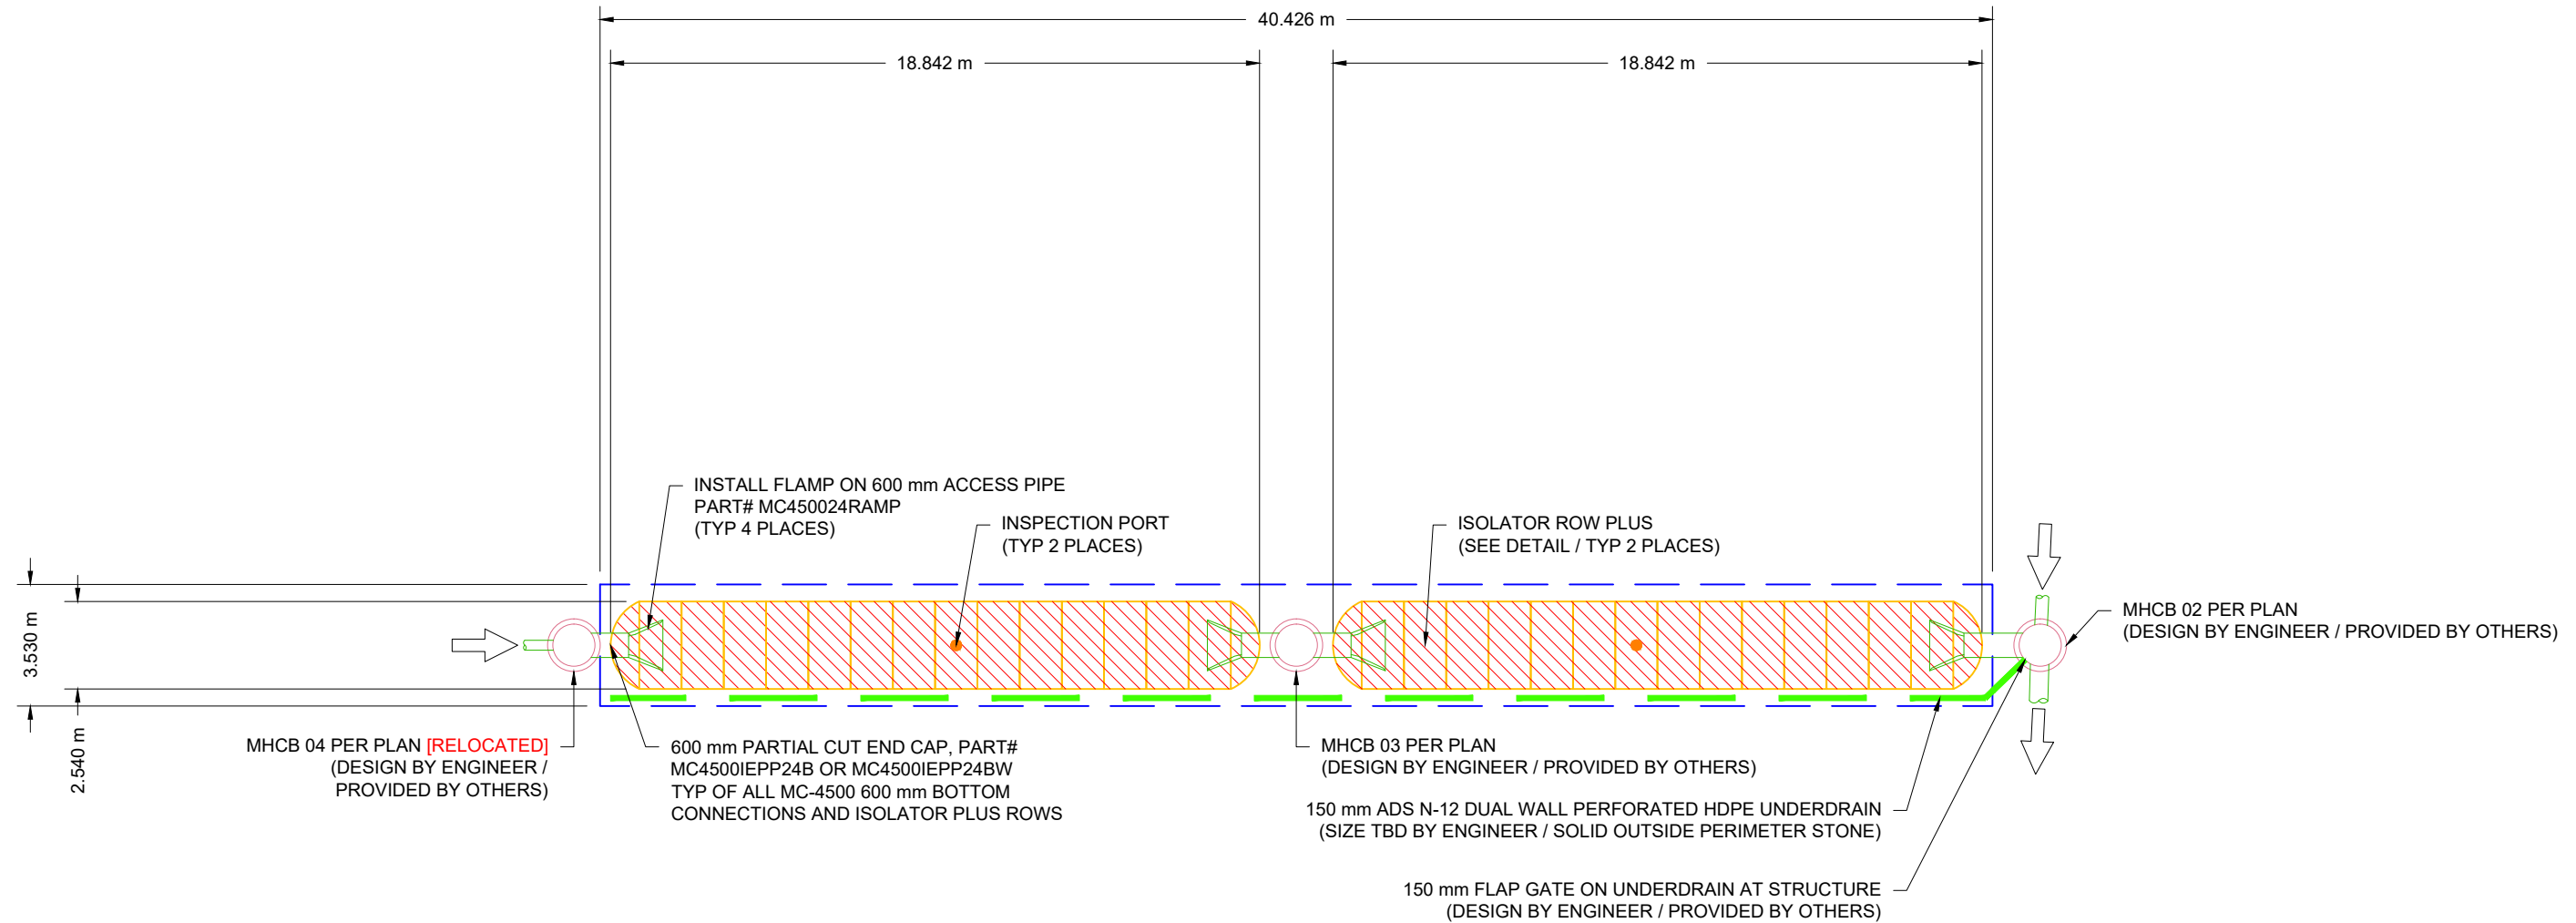 40.426 m
18.842 m
18.842 m
INSTALL FLAMP ON 600 mm ACCESS PIPE
PART# MC450024RAMP
(TYP 4 PLACES)
INSPECTION PORT
(TYP 2 PLACES)
ISOLATOR ROW PLUS
(SEE DETAIL / TYP 2 PLACES)
3.530 m
2.540 m
MHCB 02 PER PLAN
(DESIGN BY ENGINEER / PROVIDED BY OTHERS)
MHCB 04 PER PLAN [RELOCATED]
(DESIGN BY ENGINEER /
PROVIDED BY OTHERS)
600 mm PARTIAL CUT END CAP, PART#
MC4500IEPP24B OR MC4500IEPP24BW
TYP OF ALL MC-4500 600 mm BOTTOM
CONNECTIONS AND ISOLATOR PLUS ROWS
MHCB 03 PER PLAN
(DESIGN BY ENGINEER / PROVIDED BY OTHERS)
150 mm ADS N-12 DUAL WALL PERFORATED HDPE UNDERDRAIN
(SIZE TBD BY ENGINEER / SOLID OUTSIDE PERIMETER STONE)
150 mm FLAP GATE ON UNDERDRAIN AT STRUCTURE
(DESIGN BY ENGINEER / PROVIDED BY OTHERS)